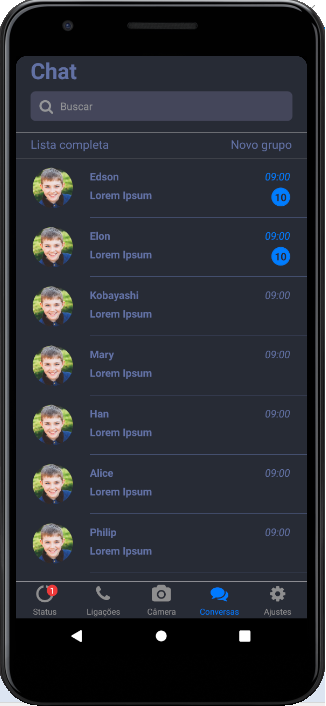 Chat
Buscar
Lista completa Novo grupo
Edson 09:00
Lorem Ipsum 10
Elon 09:00
Lorem Ipsum 10
Kobayashi 09:00
Lorem Ipsum
Mary 09:00
Lorem Ipsum
Han 09:00
Lorem Ipsum
Alice 09:00
Lorem Ipsum
Philip 09:00
Lorem Ipsum
1
Status Ligações Câmera Conversas Ajustes